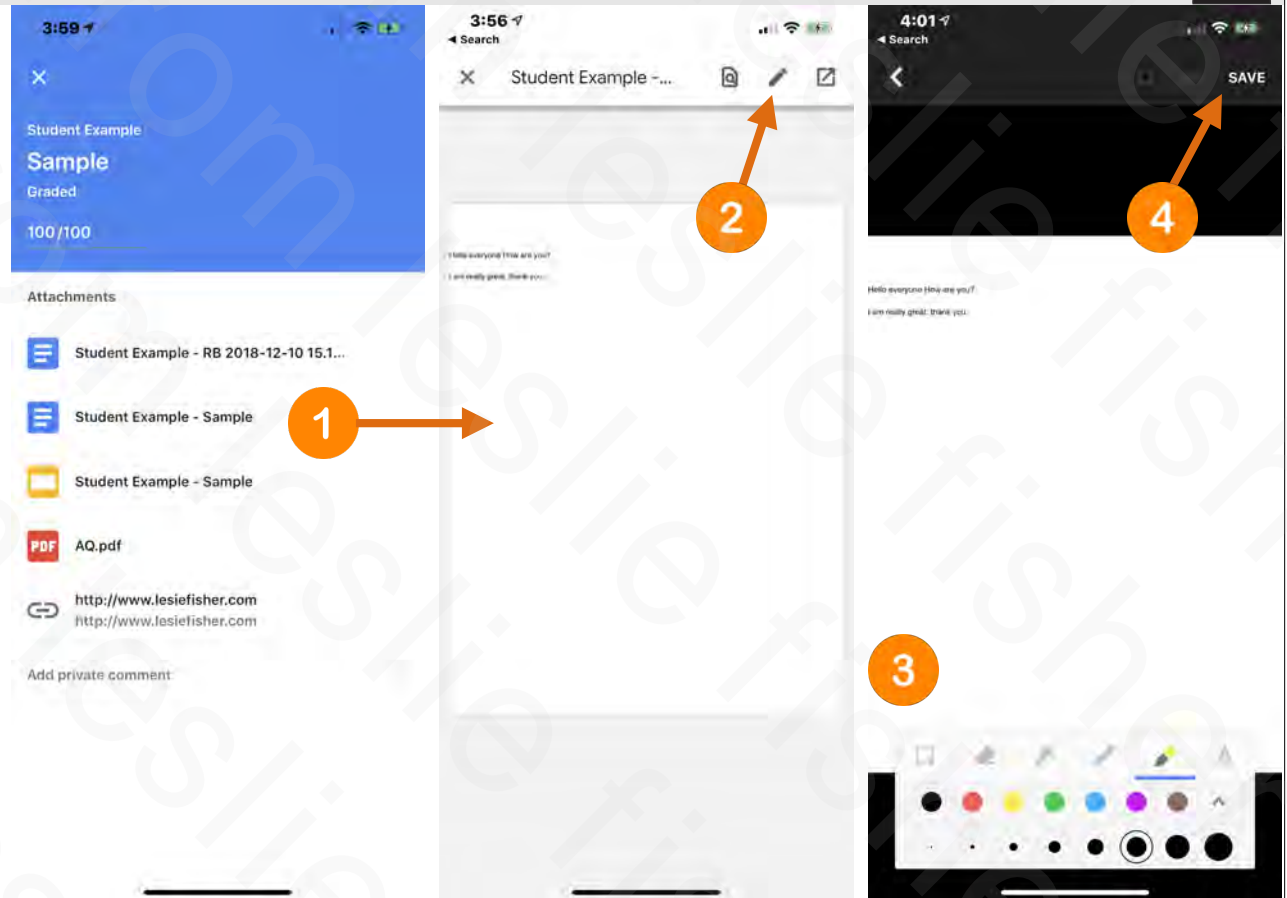 3:59
Student Example
Sample
Graded
100/100
Attachments
Student Example - RB 2018-12-10 15.1...
Student Example - Sample
1
Student Example - Sample
PDF
AQ.pdf
http://www.lesiefisher.com
http://www.lesiefisher.com
Add private comment
3:56
Search
Student Example -...
2
Hello everyone How are you?
I am really great, thank you.
4:01
Search
SAVE
4
Hello everyone How are you?
I am really great, thank you.
3
A
leslie fisher